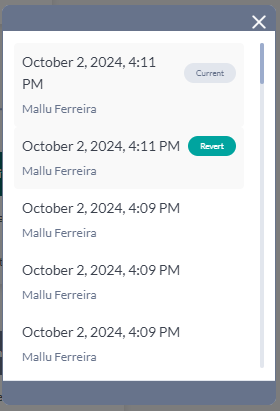 October 2, 2024, 4:11
PM
Current
Mallu Ferreira
October 2, 2024, 4:11 PM
Revert
Mallu Ferreira
October 2, 2024, 4:09 PM
Mallu Ferreira
October 2, 2024, 4:09 PM
Mallu Ferreira
October 2, 2024, 4:09 PM
Mallu Ferreira